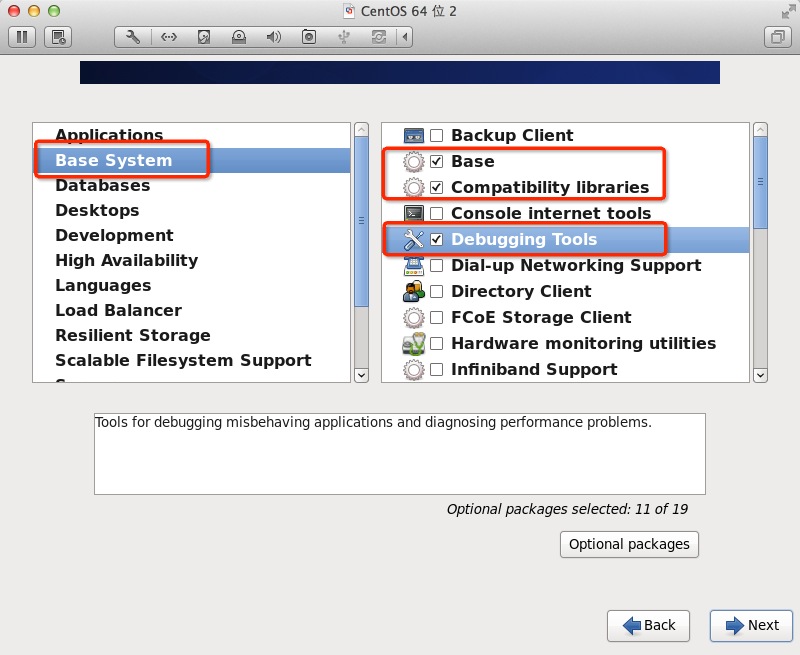 CentOS 64 位 2
Applications
Base System
Databases
Desktops
Development
High Availability
Languages
Load Balancer
Resilient Storage
Scalable Filesystem Support
Backup Client
Base
Compatibility libraries
Console internet tools
Debugging Tools
Dial-up Networking Support
Directory Client
FCoE Storage Client
Hardware monitoring utilities
Infiniband Support
Tools for debugging misbehaving applications and diagnosing performance problems.
Optional packages selected: 11 of 19
Optional packages
Back
Next